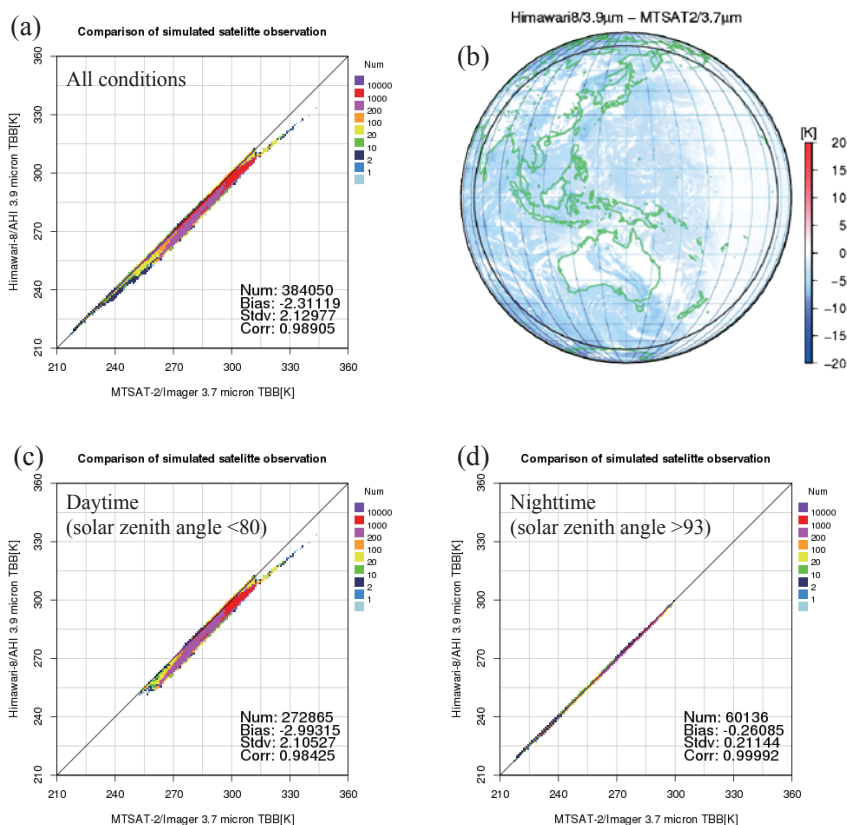 (a)
Comparison of simulated satelitte observation
All conditions
Himawari-8/AHI 3.9 micron TBB[K]
360
330
300
270
240
210
210 240 270 300 330 360
MTSAT-2/Imager 3.7 micron TBB[K]
Num
10000
1000
200
100
20
10
2
1
Num: 384050
Bias: -2.31119
Stdv: 2.12977
Corr: 0.98905
Himawari8/3.9μm − MTSAT2/3.7μm
(b)
[K]
20
15
10
5
0
−5
−10
−15
−20
(c)
Comparison of simulated satelitte observation
Daytime
(solar zenith angle <80)
Himawari-8/AHI 3.9 micron TBB[K]
360
330
300
270
240
210
210 240 270 300 330 360
MTSAT-2/Imager 3.7 micron TBB[K]
Num
10000
1000
200
100
20
10
2
1
Num: 272865
Bias: -2.99315
Stdv: 2.10527
Corr: 0.98425
(d)
Comparison of simulated satelitte observation
Nighttime
(solar zenith angle >93)
Himawari-8/AHI 3.9 micron TBB[K]
360
330
300
270
240
210
210 240 270 300 330 360
MTSAT-2/Imager 3.7 micron TBB[K]
Num
10000
1000
200
100
20
10
2
1
Num: 60136
Bias: -0.26085
Stdv: 0.21144
Corr: 0.99992